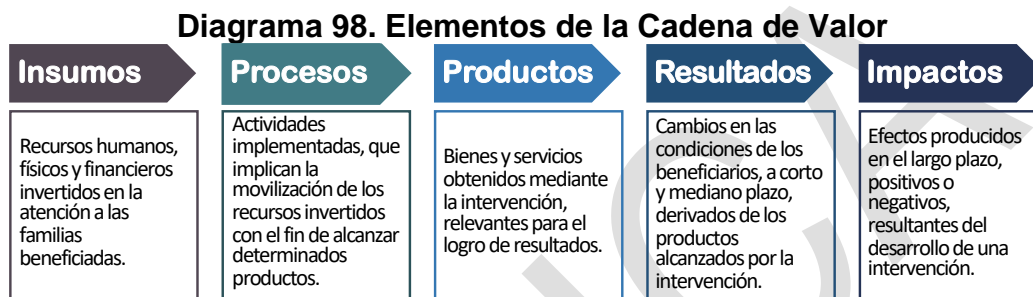 Diagrama 98. Elementos de la Cadena de Valor
Insumos
Recursos humanos,
físicos y financieros
invertidos en la
atención a las
familias
beneficiadas.
Procesos
Actividades
implementadas, que
implican la
movilización de los
recursos invertidos
con el fin de alcanzar
determinados
productos.
Productos
Bienes y servicios
obtenidos mediante
la intervención,
relevantes para el
logro de resultados.
Resultados
Cambios en las
condiciones de los
beneficiarios, a corto
y mediano plazo,
derivados de los
productos
alcanzados por la
intervención.
Impactos
Efectos producidos
en el largo plazo,
positivos o
negativos,
resultantes del
desarrollo de una
intervención.